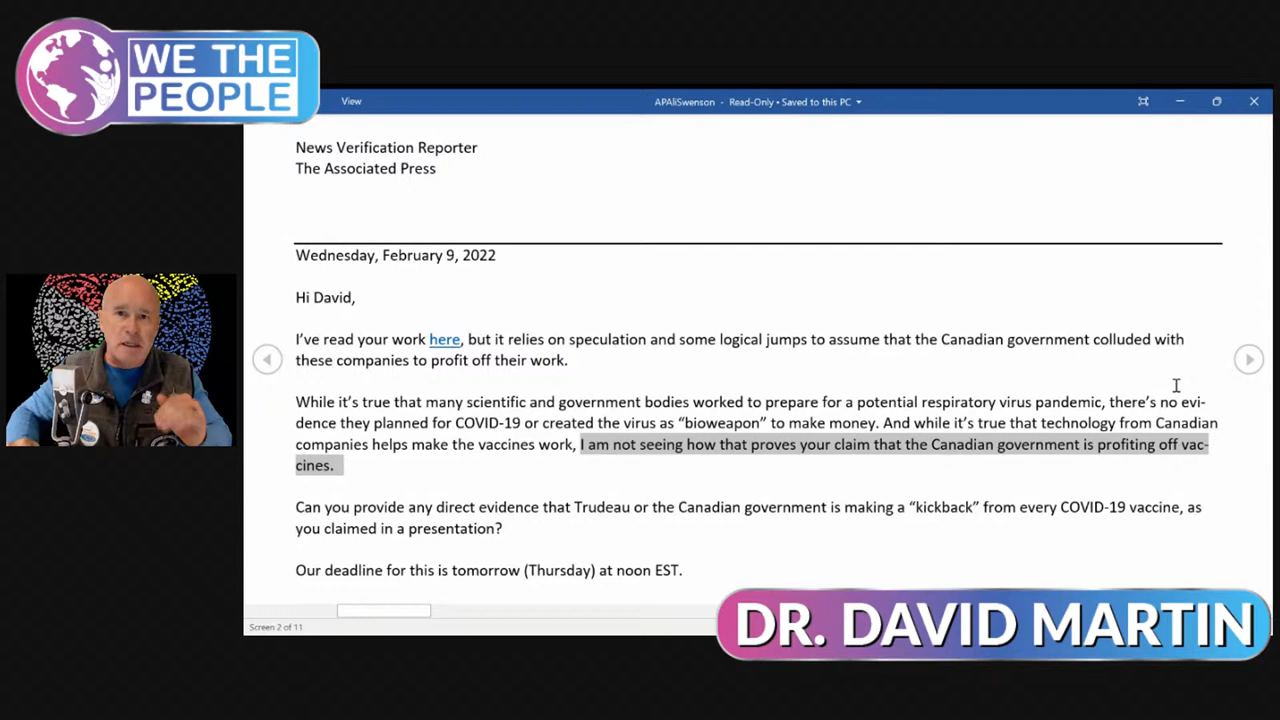 WE THE
PEOPLE
View
APAliSwenson - Read-Only • Saved to this PC
News Verification Reporter
The Associated Press
Wednesday, February 9, 2022
Hi David,
I've read your work here, but it relies on speculation and some logical jumps to assume that the Canadian government colluded with
these companies to profit off their work.
While it's true that many scientific and government bodies worked to prepare for a potential respiratory virus pandemic, there's no evi-
dence they planned for COVID-19 or created the virus as “bioweapon” to make money. And while it's true that technology from Canadian
companies helps make the vaccines work, I am not seeing how that proves your claim that the Canadian government is profiting off vac-
cines.
Can you provide any direct evidence that Trudeau or the Canadian government is making a “kickback” from every COVID-19 vaccine, as
you claimed in a presentation?
Our deadline for this is tomorrow (Thursday) at noon EST.
Screen 2 of 11
DR. DAVID MARTIN